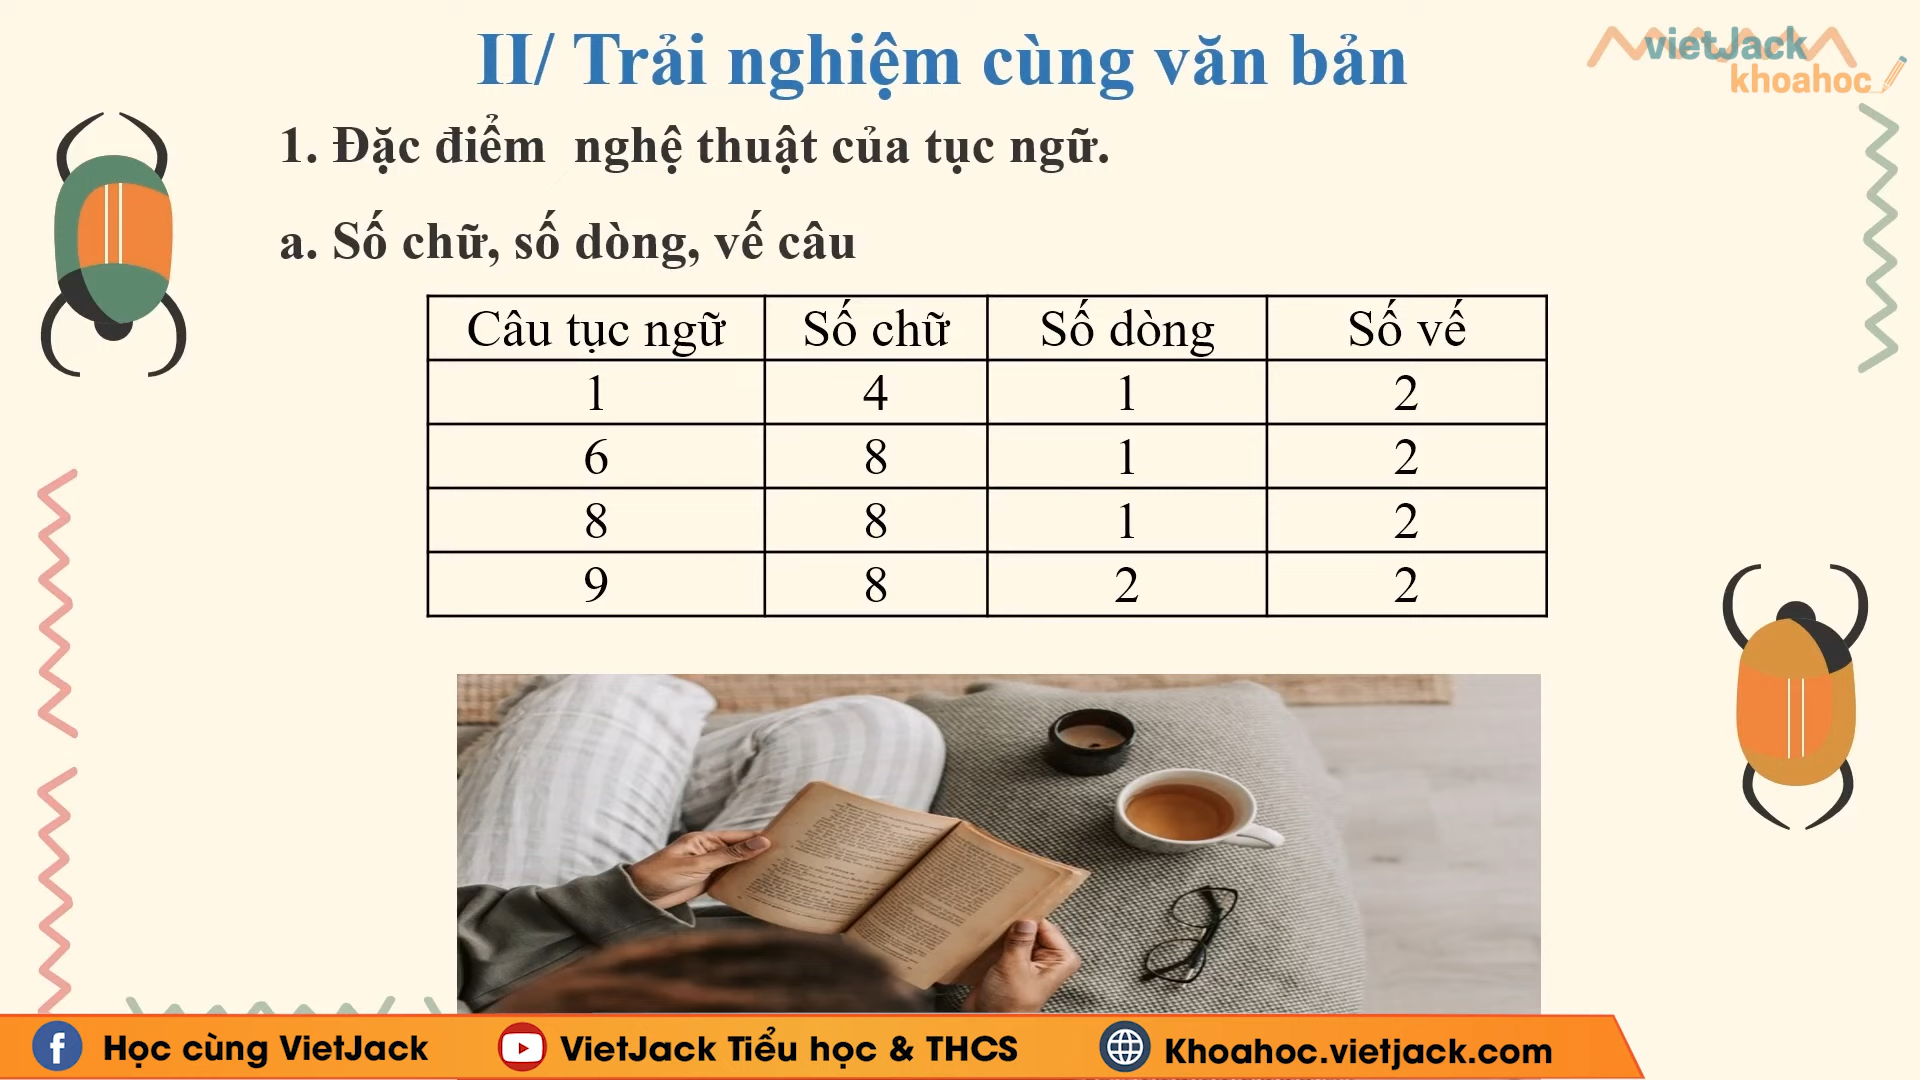 II/ Trải nghiệm cùng văn bản
vietJack
khoahoc
1. Đặc điểm nghệ thuật của tục ngữ.
a. Số chữ, số dòng, vế câu
Câu tục ngữ Số chữ Số dòng Số vế
1 4 1 2
6 8 1 2
8 8 1 2
9 8 2 2
Học cùng VietJack
VietJack Tiểu học & THCS
Khoahoc.vietjack.com